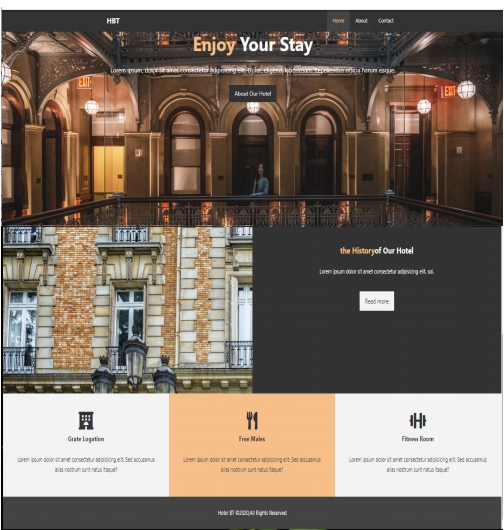 HBT
Home About Contact
Enjoy Your Stay
Lorem ipsum, dolor sit amet consectetur adipisicing elit. Dolor, eligendi laboriosam. Repellendus officia harum eaque.
About Our Hotel
EXIT
EXIT
the Historyof Our Hotel
Lorem ipsum dolor sit amet consectetur adipisicing elit. sol.
Read more
Grate Logation
Lorem ipsum dolor sit amet consectetur adipisicing elit. Sed accusamus
alias nostrum sunt natus itaque?
Free Males
Lorem ipsum dolor sit amet consectetur adipisicing elit. Sed accusamus
alias nostrum sunt natus itaque?
Fitness Room
Lorem ipsum dolor sit amet consectetur adipisicing elit. Sed accusamus
alias nostrum sunt natus itaque?
Hotel BT ©2020,All Rights Reserved